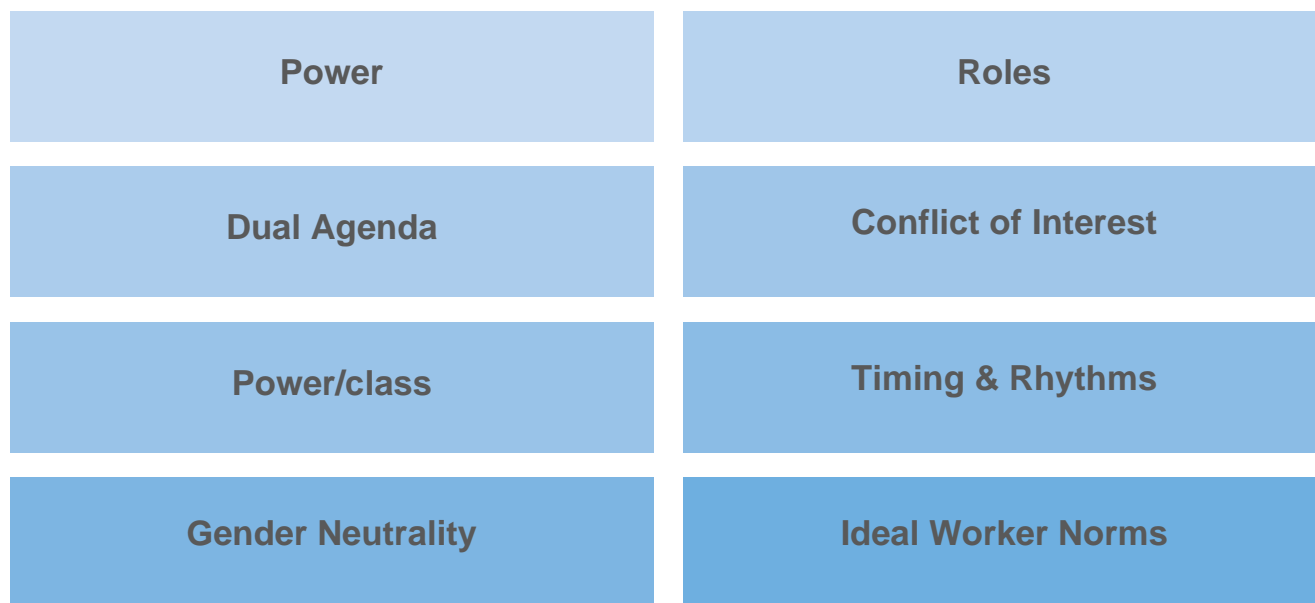 Power
Roles
Dual Agenda
Conflict of Interest
Power/class
Timing & Rhythms
Gender Neutrality
Ideal Worker Norms